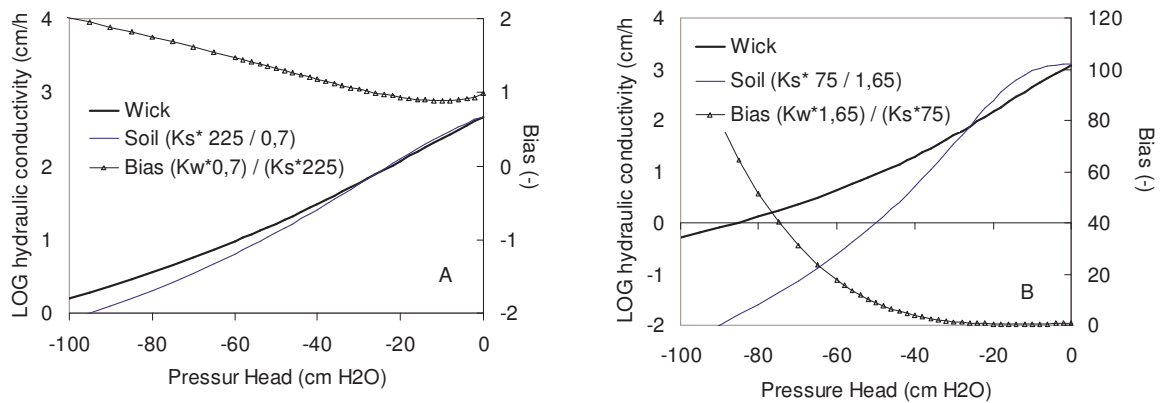 4
3
2
1
0
LOG hydraulic conductivity (cm/h)
2
1
0
-1
-2
Bias (-)
Wick
Soil (Ks* 225 / 0,7)
Bias (Kw*0,7) / (Ks*225)
A
-100 -80 -60 -40 -20 0
Pressur Head (cm H2O)
4
3
2
1
0
-1
-2
LOG hydraulic conductivity (cm/h
120
100
80
60
40
20
0
Bias (-)
Wick
Soil (Ks* 75 / 1,65)
Bias (Kw*1,65) / (Ks*75)
B
-100 -80 -60 -40 -20 0
Pressure Head (cm H2O)